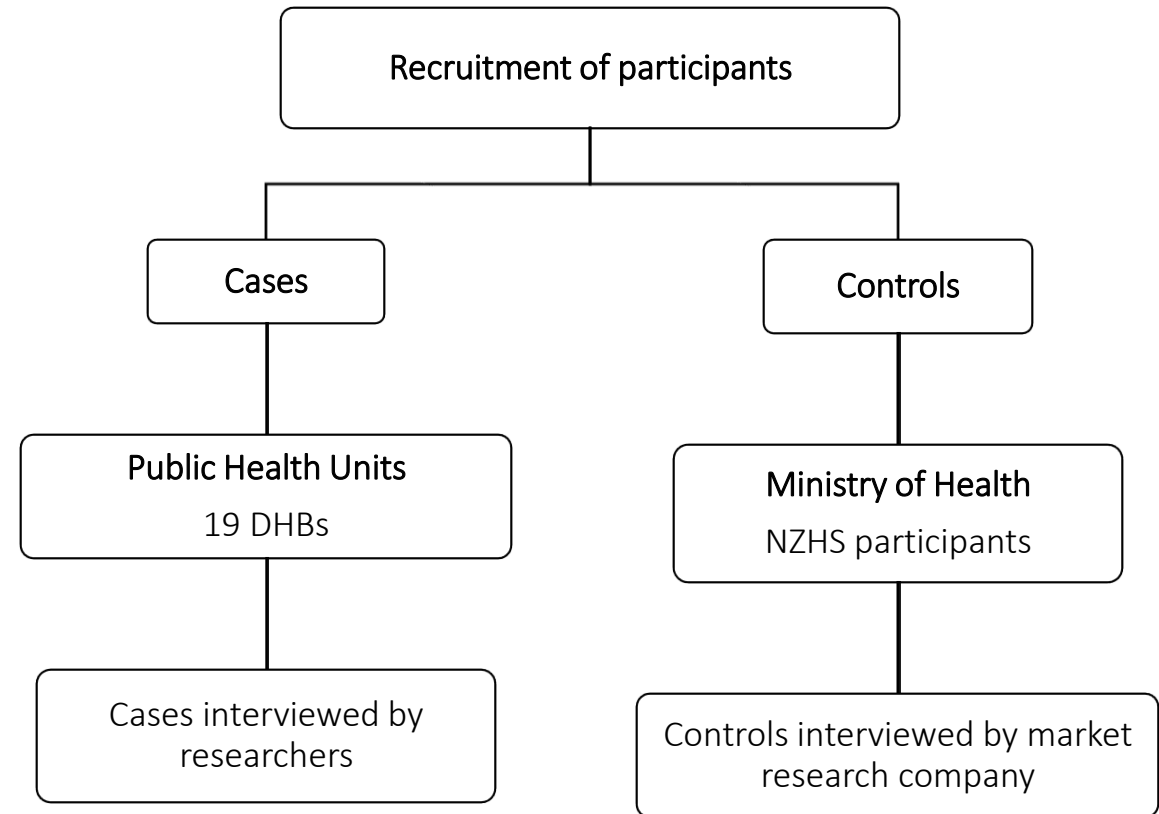 Recruitment of participants
Cases
Controls
Public Health Units
19 DHBs
Ministry of Health
NZHS participants
Cases interviewed by
researchers
Controls interviewed by market
research company